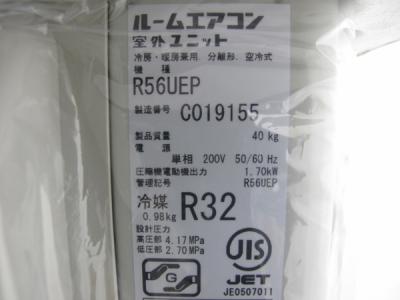 ルームエアコン
室外ユニット
冷房・暖房兼用, 分離形, 空冷式
機種
R56UEP
製造番号 C019155
製品質量 40 kg
電源
単相 200V 50/60 Hz
圧縮機電動機出力 1.70kW
管理記号 R56UEP
冷媒 R32
0.98kg
設計圧力
高圧部 4.17MPa
低圧部 2.70MPa
JIS
JET
JE0507011